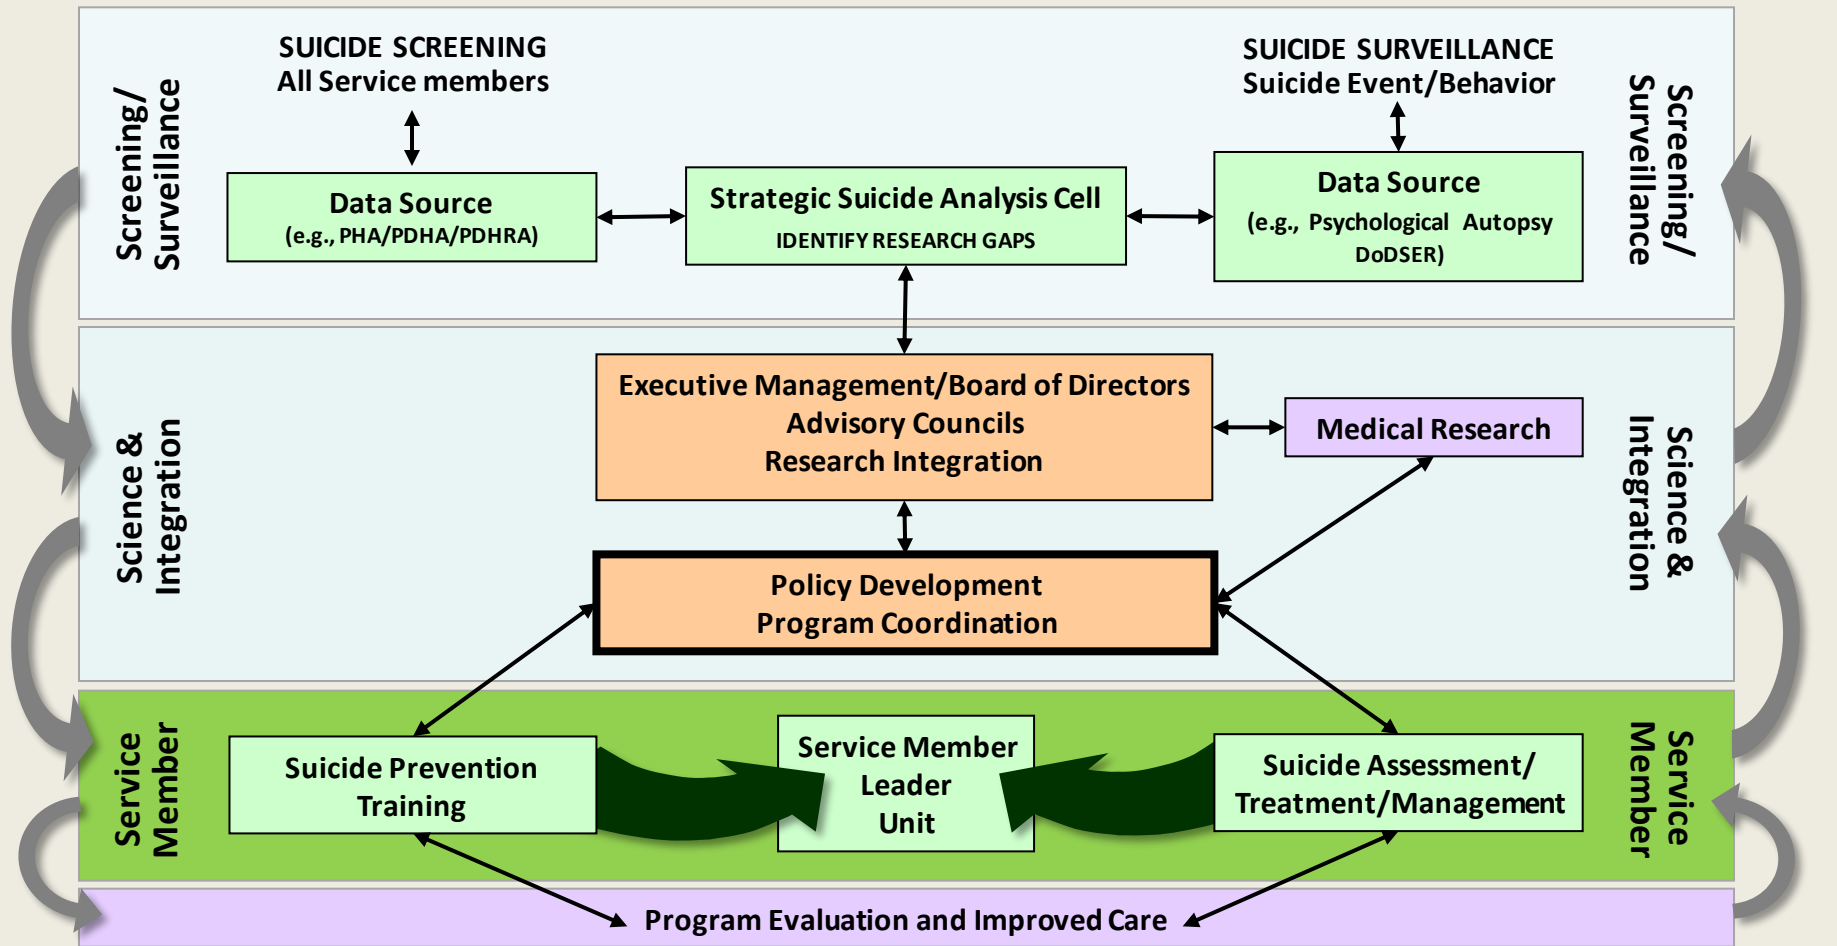 SUICIDE SCREENING
All Service members
SUICIDE SURVEILLANCE
Suicide Event/Behavior
Screening/
Surveillance
Data Source
(e.g., PHA/PDHA/PDHRA)
Strategic Suicide Analysis Cell
IDENTIFY RESEARCH GAPS
Data Source
(e.g., Psychological Autopsy
DoDSER)
Screening/
Surveillance
Science &
Integration
Executive Management/Board of Directors
Advisory Councils
Research Integration
Medical Research
Science &
Integration
Policy Development
Program Coordination
Service
Member
Suicide Prevention
Training
Service Member
Leader
Unit
Suicide Assessment/
Treatment/Management
Service
Member
Program Evaluation and Improved Care